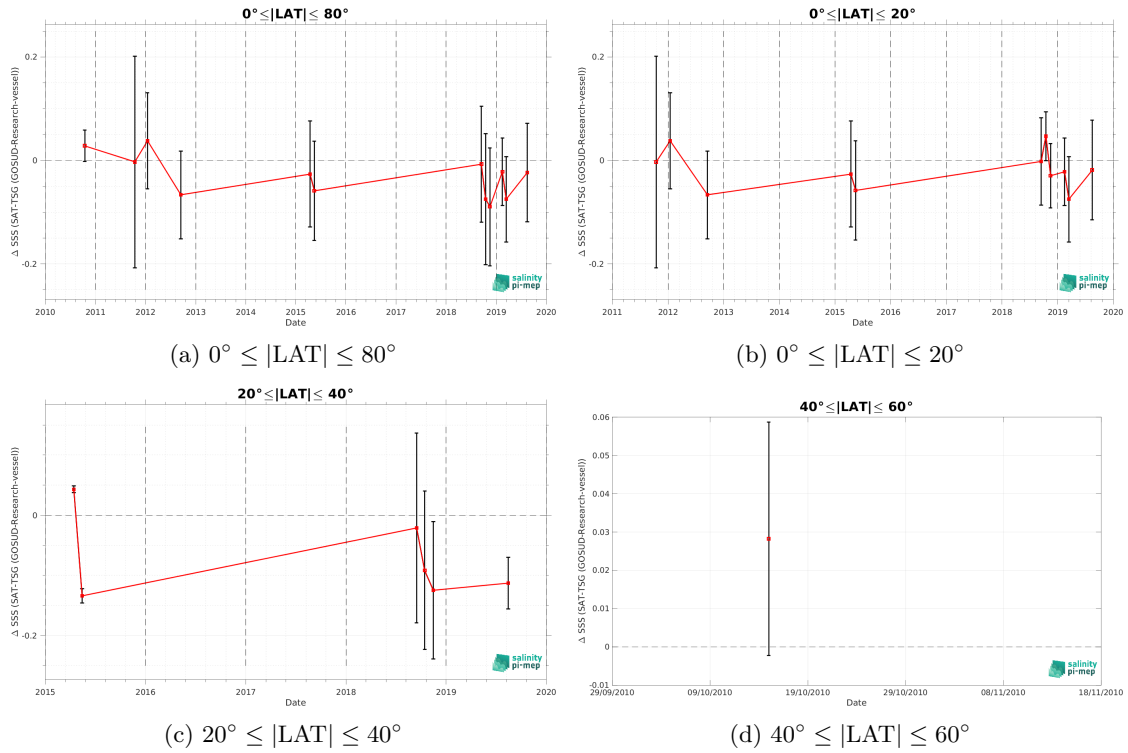 0°≤|LAT|≤ 80°
Δ SSS (SAT-TSG (GOSUD-Research-vessel))
0.2
0
-0.2
2010 2011 2012 2013 2014 2015 2016 2017 2018 2019 2020
Date
salinity
pi-mep
(a) 0° ≤ |LAT| ≤ 80°
0°≤|LAT|≤ 20°
Δ SSS (SAT-TSG (GOSUD-Research-vessel))
0.2
0
-0.2
2011 2012 2013 2014 2015 2016 2017 2018 2019 2020
Date
salinity
pi-mep
(b) 0° ≤ |LAT| ≤ 20°
20°≤|LAT|≤ 40°
Δ SSS (SAT-TSG (GOSUD-Research-vessel))
0
-0.2
2015 2016 2017 2018 2019 2020
Date
salinity
pi-mep
(c) 20° ≤ |LAT| ≤ 40°
40°≤|LAT|≤ 60°
Δ SSS (SAT-TSG (GOSUD-Research-vessel))
0.06
0.05
0.04
0.03
0.02
0.01
0
-0.01
29/09/2010 09/10/2010 19/10/2010 29/10/2010 08/11/2010 18/11/2010
Date
salinity
pi-mep
(d) 40° ≤ |LAT| ≤ 60°